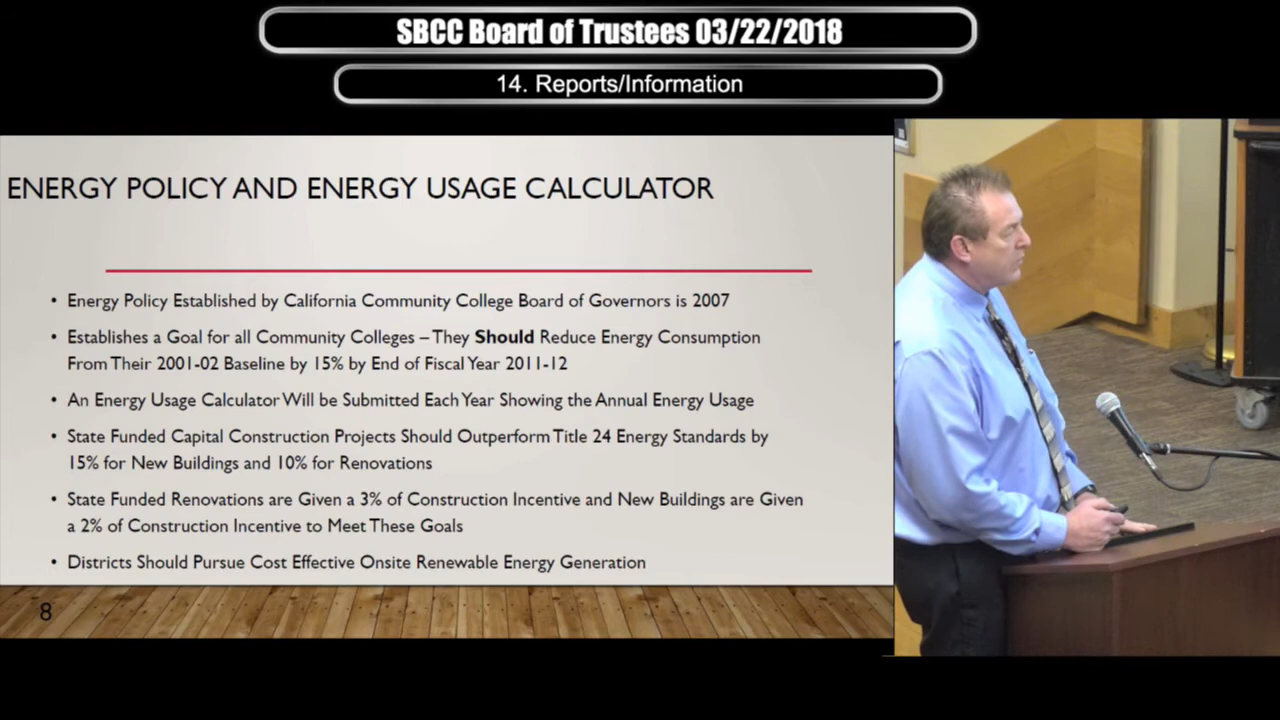 SBCC Board of Trustees 03/22/2018
14. Reports/Information
ENERGY POLICY AND ENERGY USAGE CALCULATOR
• Energy Policy Established by California Community College Board of Governors is 2007
• Establishes a Goal for all Community Colleges – They Should Reduce Energy Consumption
From Their 2001-02 Baseline by 15% by End of Fiscal Year 2011-12
• An Energy Usage Calculator Will be Submitted Each Year Showing the Annual Energy Usage
• State Funded Capital Construction Projects Should Outperform Title 24 Energy Standards by
15% for New Buildings and 10% for Renovations
• State Funded Renovations are Given a 3% of Construction Incentive and New Buildings are Given
a 2% of Construction Incentive to Meet These Goals
• Districts Should Pursue Cost Effective Onsite Renewable Energy Generation
8